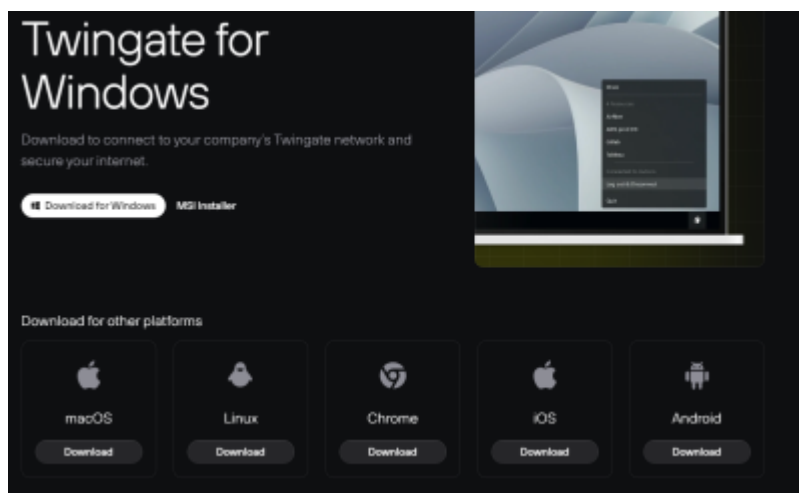 Twingate for
Windows
Download to connect to your company's Twingate network and
secure your internet.
Download for Windows
MSI Installer
Download for other platforms
macOS
Linux
Chrome
iOS
Android
Download
Download
Download
Download
Download